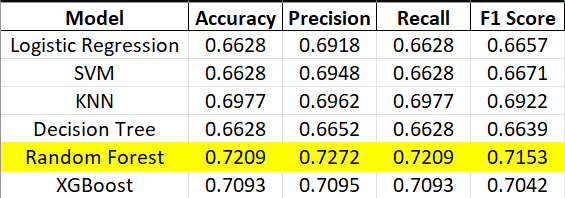 Model Accuracy Precision Recall F1 Score
Logistic Regression 0.6628 0.6918 0.6628 0.6657
SVM 0.6628 0.6948 0.6628 0.6671
KNN 0.6977 0.6962 0.6977 0.6922
Decision Tree 0.6628 0.6652 0.6628 0.6639
Random Forest 0.7209 0.7272 0.7209 0.7153
XGBoost 0.7093 0.7095 0.7093 0.7042